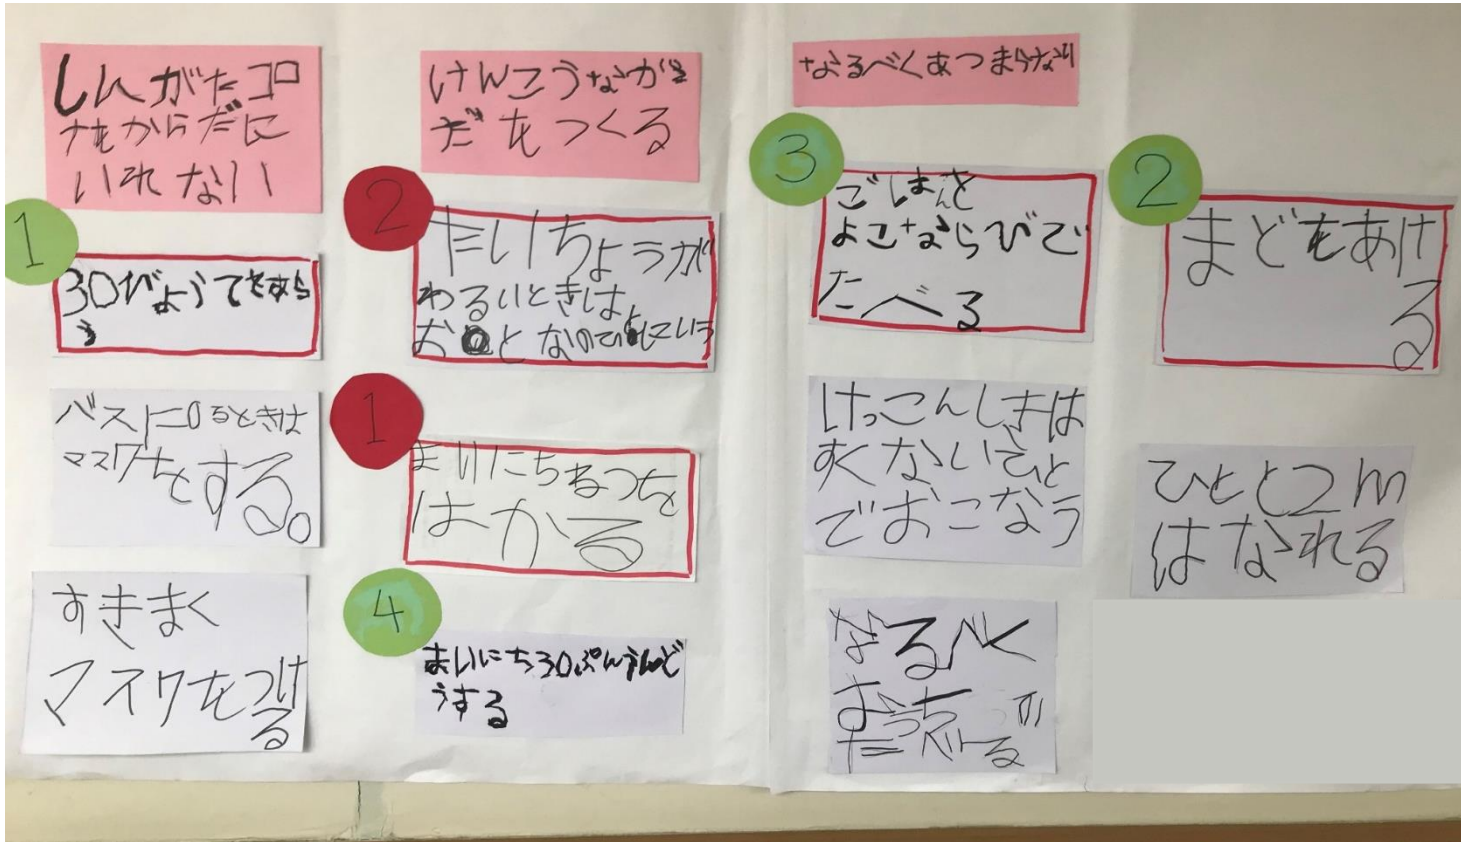 しんがたコロ
ナをからだに
いれない
1
30びょうてをあら
う
バスにのるときは
マスクをする。
すきまなく
マスクをつけ
る
けんこうなから
だをつくる
2
たいちょうが
わるいときは、
おとなのひとにいう
1
まいにちねつを
はかる
4
まいにち30ぷんうんど
うする
なるべくあつまらない
3
ごはんを
よこならびで
たべる
けっこんしきは
すくないひと
でおこなう
なるべく
おうち
たべる
2
まどをあけ
る
ひとと2m
はなれる